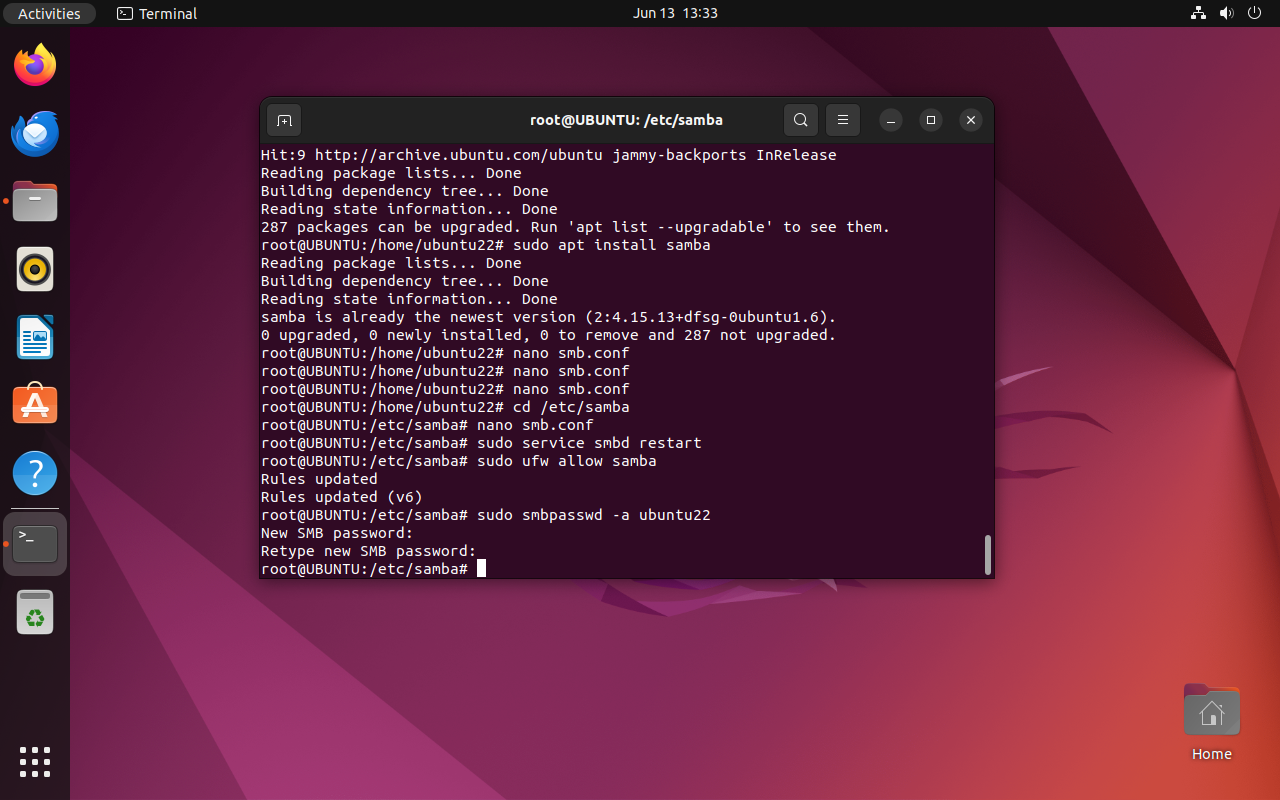 Activities
Terminal
Jun 13 13:33
root@UBUNTU: /etc/samba
Hit:9 http://archive.ubuntu.com/ubuntu jammy-backports InRelease
Reading package lists... Done
Building dependency tree... Done
Reading state information... Done
287 packages can be upgraded. Run 'apt list --upgradable' to see them.
root@UBUNTU:/home/ubuntu22# sudo apt install samba
Reading package lists... Done
Building dependency tree... Done
Reading state information... Done
samba is already the newest version (2:4.15.13+dfsg-0ubuntu1.6).
0 upgraded, 0 newly installed, 0 to remove and 287 not upgraded.
root@UBUNTU:/home/ubuntu22# nano smb.conf
root@UBUNTU:/home/ubuntu22# nano smb.conf
root@UBUNTU:/home/ubuntu22# nano smb.conf
root@UBUNTU:/home/ubuntu22# cd /etc/samba
root@UBUNTU:/etc/samba# nano smb.conf
root@UBUNTU:/etc/samba# sudo service smbd restart
root@UBUNTU:/etc/samba# sudo ufw allow samba
Rules updated
Rules updated (v6)
root@UBUNTU:/etc/samba# sudo smbpasswd -a ubuntu22
New SMB password:
Retype new SMB password:
root@UBUNTU:/etc/samba#
Home